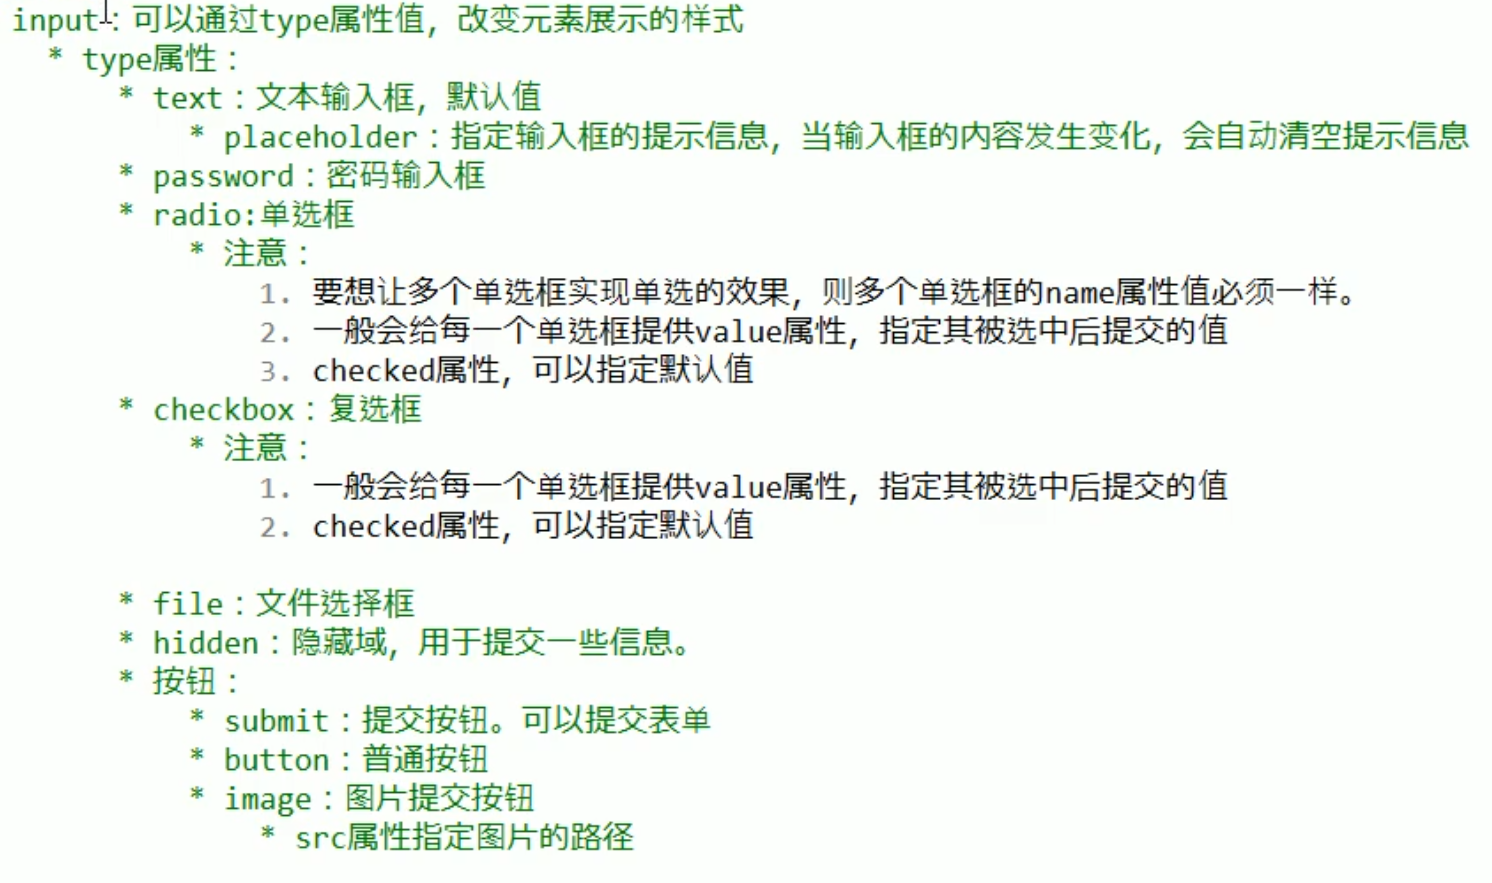 input：可以通过type属性值，改变元素展示的样式
* type属性：
* text：文本输入框，默认值
* placeholder：指定输入框的提示信息，当输入框的内容发生变化，会自动清空提示信息
* password：密码输入框
* radio:单选框
* 注意：
1. 要想让多个单选框实现单选的效果，则多个单选框的name属性值必须一样。
2. 一般会给每一个单选框提供value属性，指定其被选中后提交的值
3. checked属性，可以指定默认值
* checkbox：复选框
* 注意：
1. 一般会给每一个单选框提供value属性，指定其被选中后提交的值
2. checked属性，可以指定默认值
* file：文件选择框
* hidden：隐藏域，用于提交一些信息。
* 按钮：
* submit：提交按钮。可以提交表单
* button：普通按钮
* image：图片提交按钮
* src属性指定图片的路径